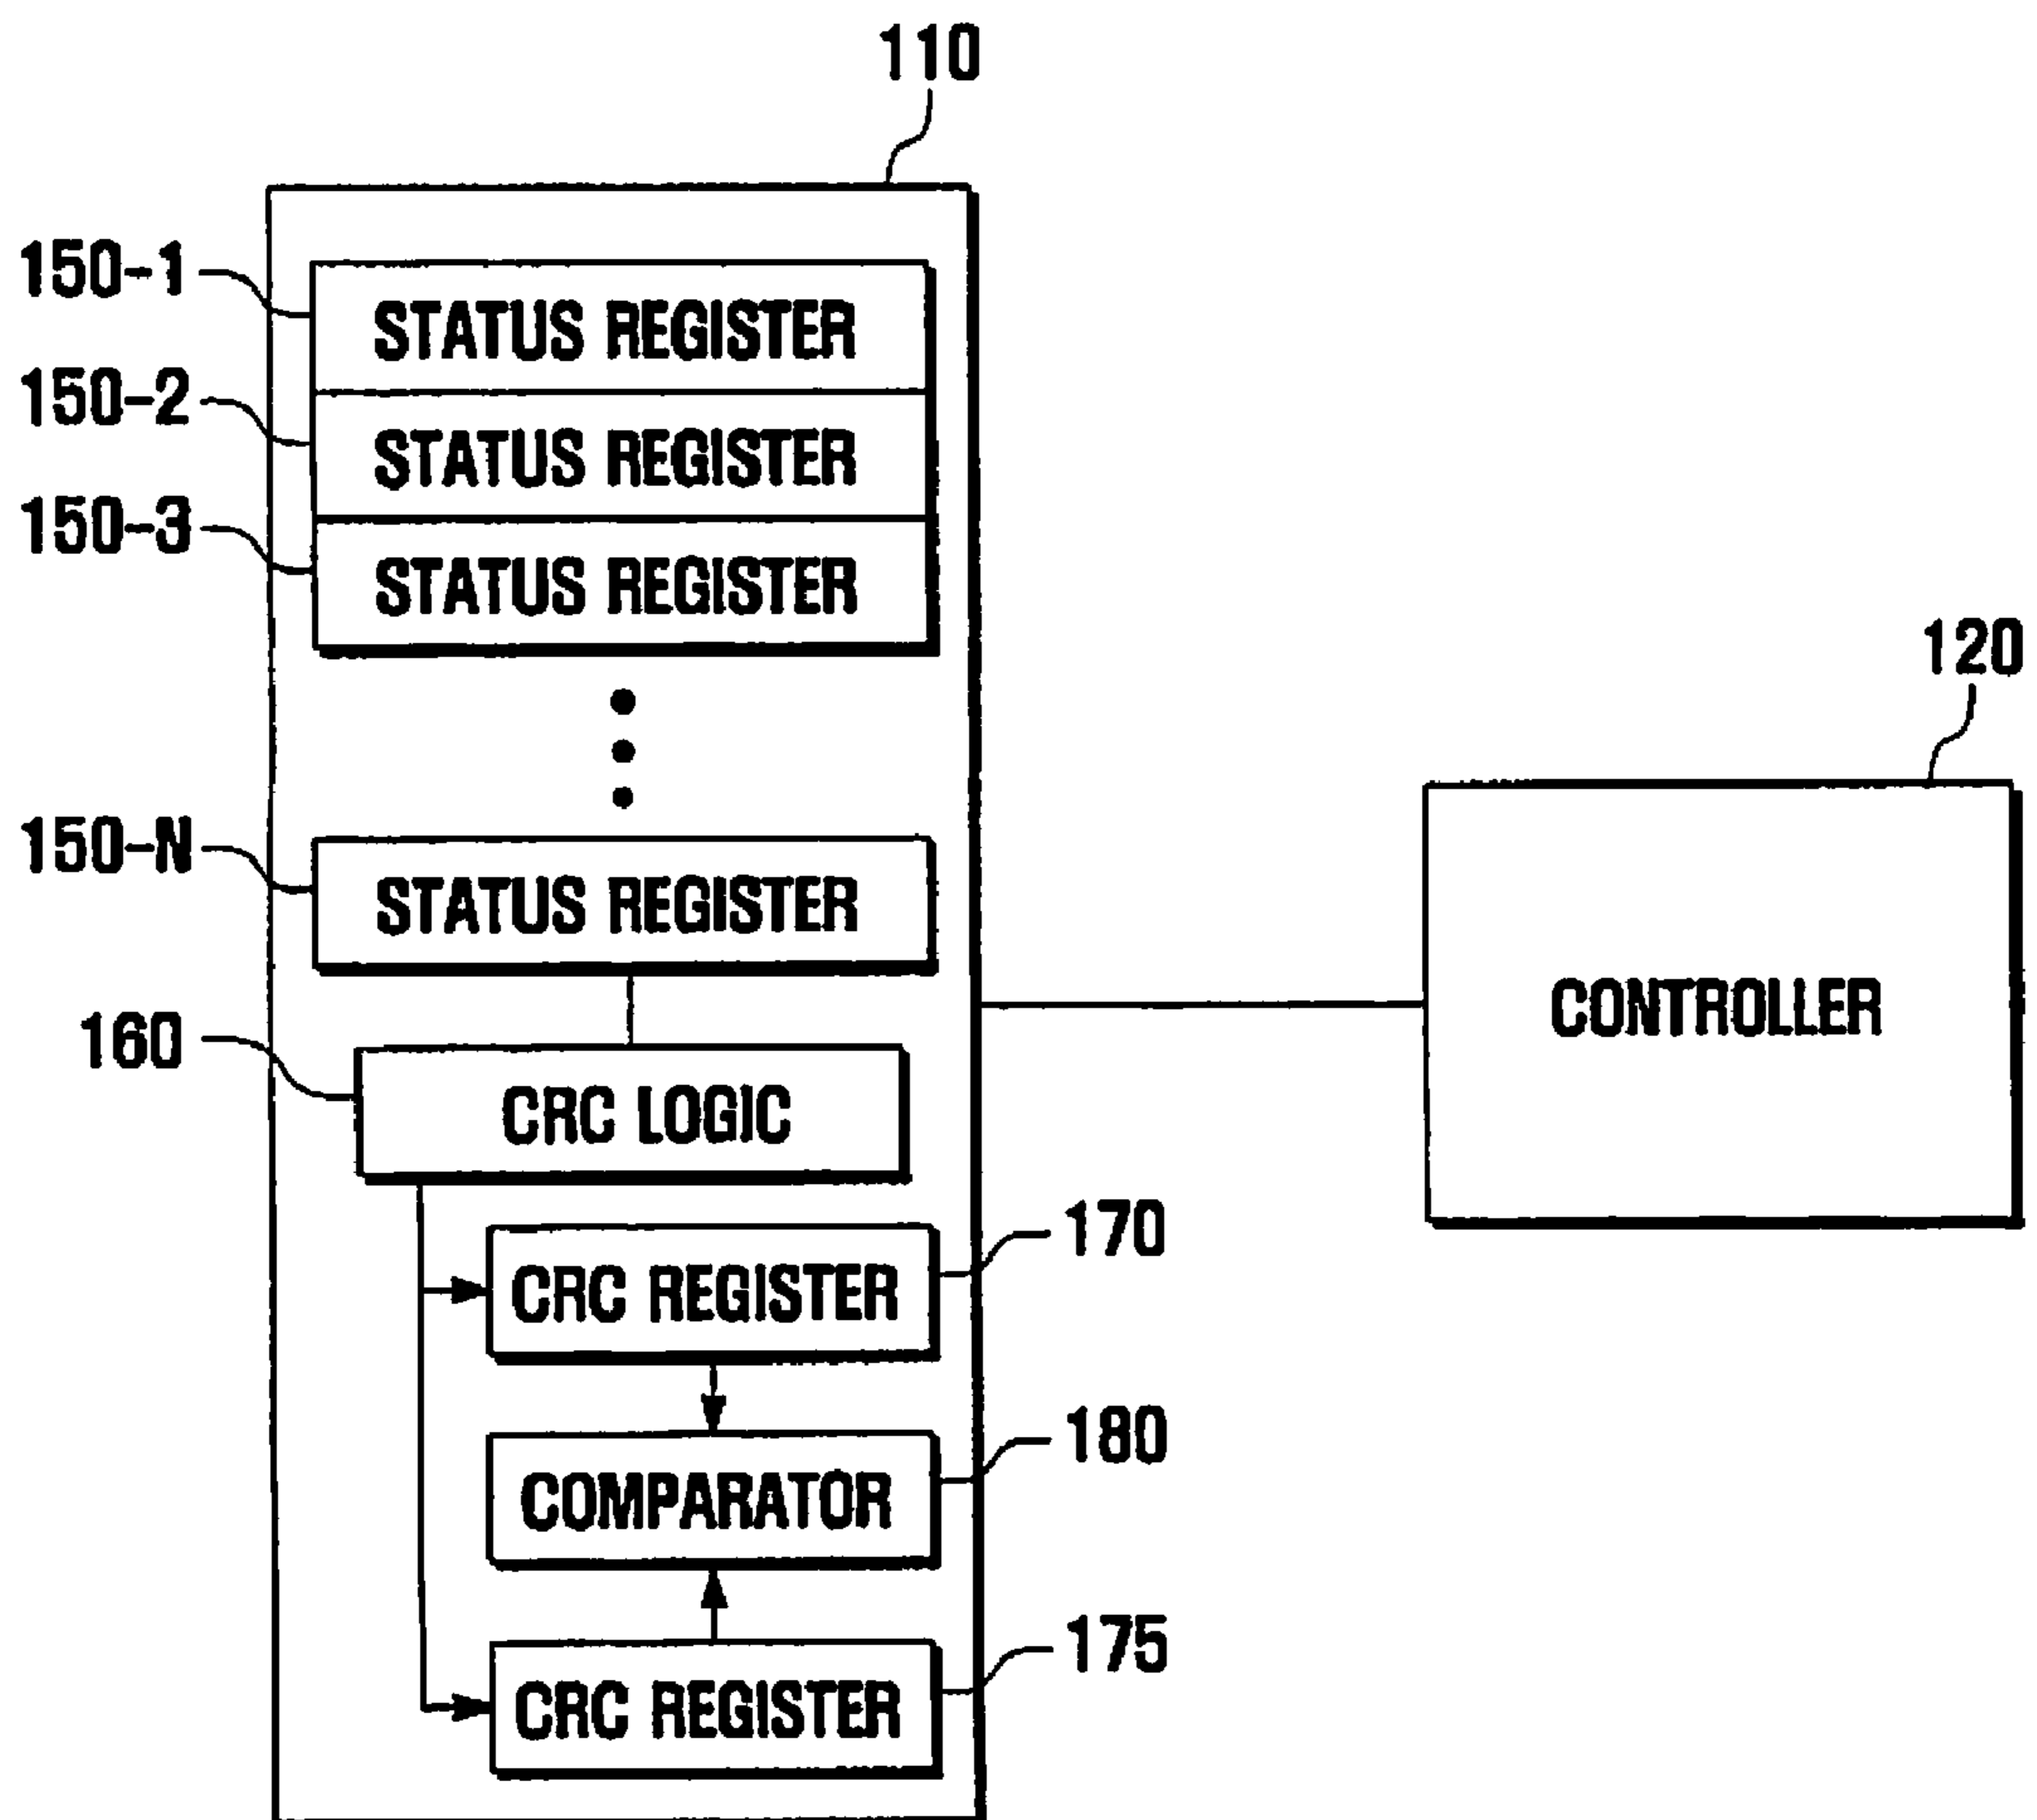 110
150-1
STATUS REGISTER
150-2
STATUS REGISTER
150-3
STATUS REGISTER
120
150-N
STATUS REGISTER
CONTROLLER
160
CRC LOGIC
170
CRC REGISTER
180
COMPARATOR
175
CRC REGISTER